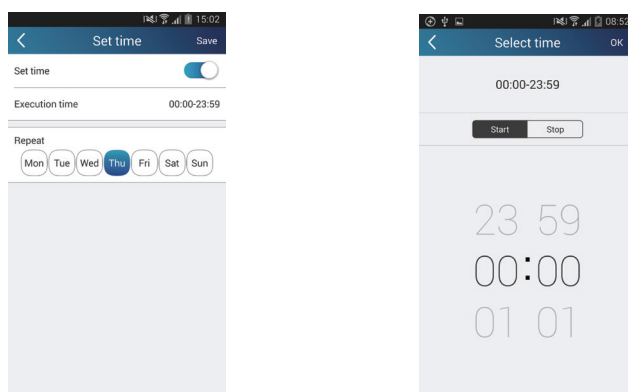 15:02
Set time Save
Set time
Execution time 00:00-23:59
Repeat
Mon Tue Wed Thu Fri Sat Sun
08:52
Select time OK
00:00-23:59
Start Stop
23 59
00:00
01 01